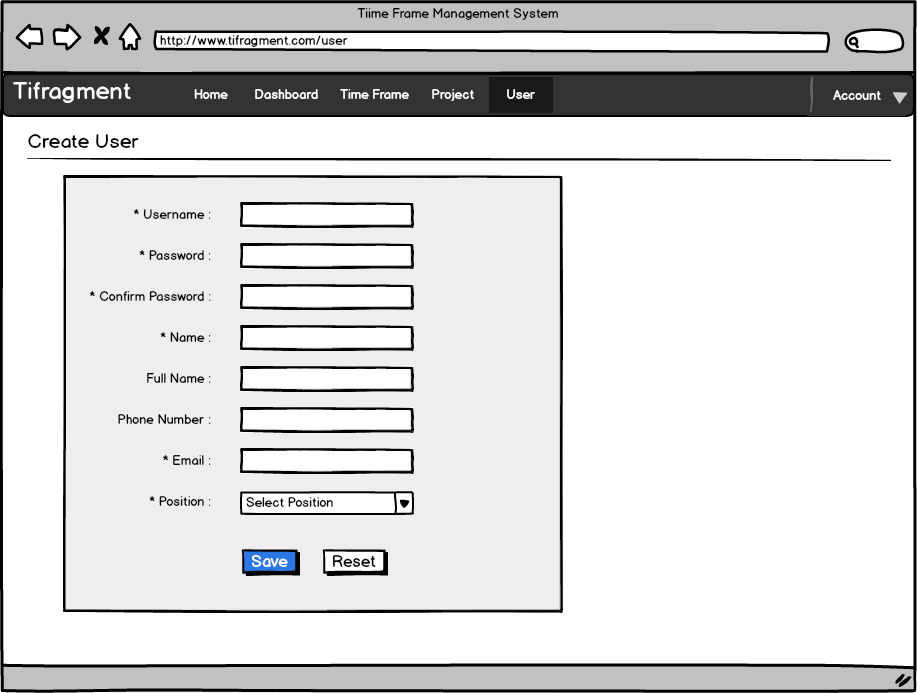 Tiime Frame Management System
http://www.tifragment.com/user
Tifragment Home Dashboard Time Frame Project User Account
Create User
* Username :
* Password :
* Confirm Password :
* Name :
Full Name :
Phone Number :
* Email :
* Position : Select Position
Save Reset